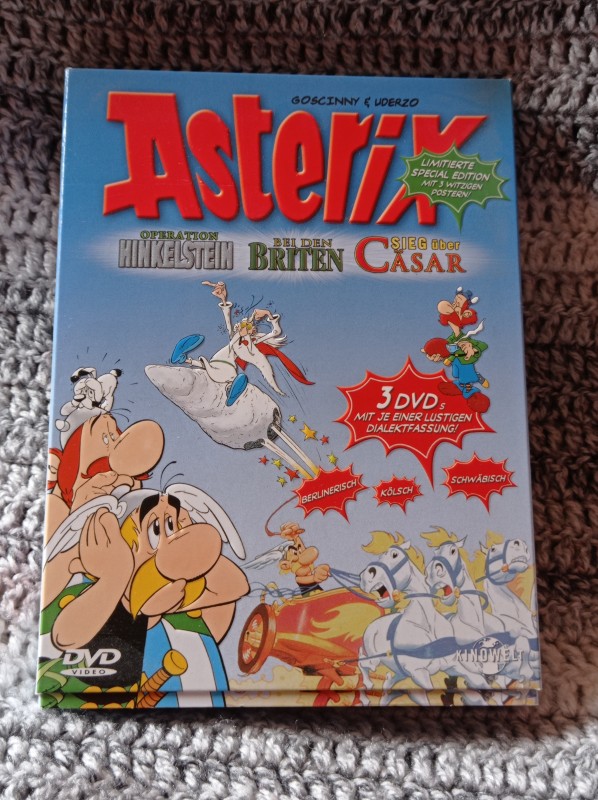 GOSCINNY & UDERZO
Asterix
LIMITIERTE
SPECIAL EDITION
MIT 3 WITZIGEN
POSTERN!
OPERATION
HINKELSTEIN
BEI DEN
BRITEN
SIEG über
CÄSAR
3 DVDs
MIT JE EINER LUSTIGEN
DIALEKTFASSUNG!
BERLINERISCH
KÖLSCH
SCHWÄBISCH
DVD
VIDEO
KINOWELT